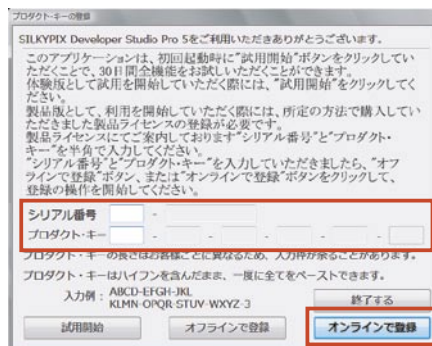 プロダクト・キーの登録
SILKYPIX Developer Studio Pro 5をご利用いただきありがとうございます。
このアプリケーションは、初回起動時に"試用開始"ボタンをクリックしてい
ただくことで、30日間全機能をお試しいただくことができます。
体験版として試用を開始していただく際には、"試用開始"をクリックしてく
ださい。
製品版として、利用を開始していただく際には、所定の方法で購入してい
ただきました製品ライセンスの登録が必要です。
製品ライセンスにてご案内しております"シリアル番号"と"プロダクト・
キー"を半角で入力してください。
"シリアル番号"と"プロダクト・キー"を入力していただきましたら、"オフ
ラインで登録"ボタン、または"オンラインで登録"ボタンをクリックして、
登録の操作を開始してください。
シリアル番号 -
プロダクト・キー - - - - -
プロダクト・キーの長さはお客様ごとに異なるため、入力枠が余ることがあります。
プロダクト・キーはハイフンを含んだまま、一度に全てをペーストできます。
入力例： ABCD-EFGH-JKL
KLMN-OPQR-STUV-WXYZ-3
終了する
試用開始 オフラインで登録 オンラインで登録